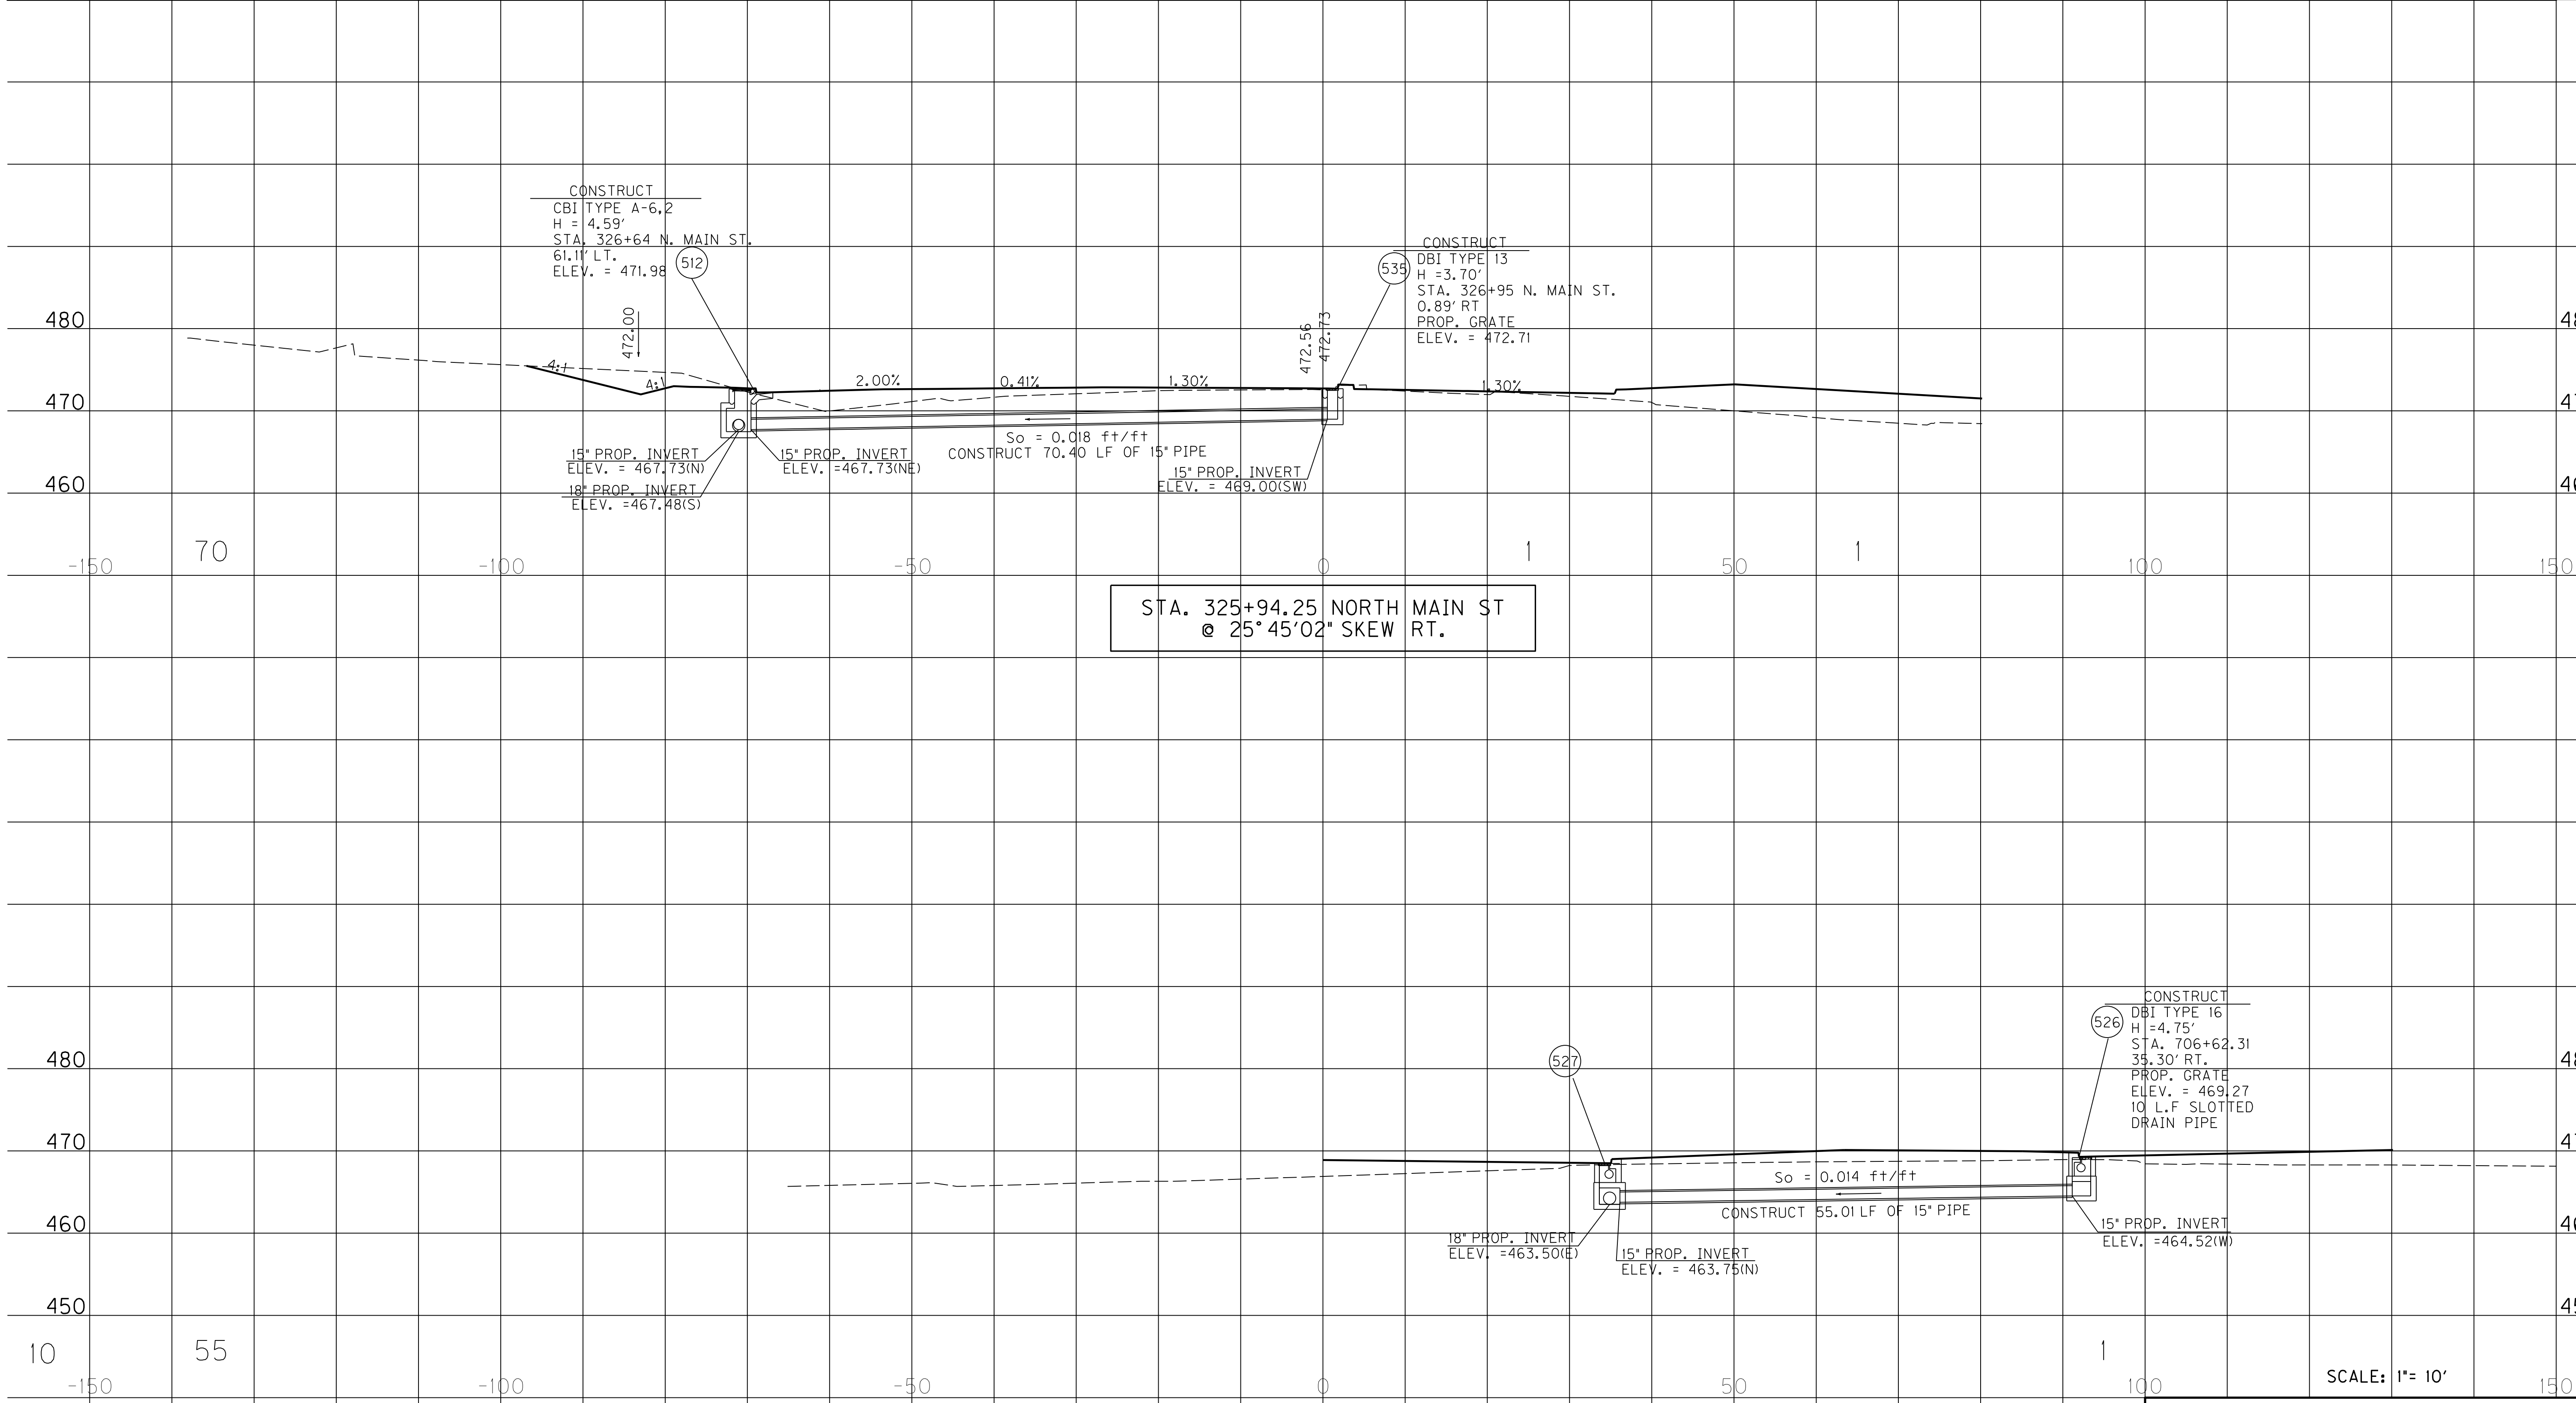 CONSTRUCT
CBI TYPE A-6,2
H = 4.59'
STA. 326+64 N. MAIN ST.
61.11' LT.
ELEV. = 471.98
512
CONSTRUCT
DBI TYPE 13
H =3.70'
STA. 326+95 N. MAIN ST.
0.89' RT
PROP. GRATE
ELEV. = 472.71
535
472.00
472.56
472.73
480
48
4:1
4:1
2.00%
0.41%
1.30%
1.30%
470
47
So = 0.018 ft/ft
CONSTRUCT 70.40 LF OF 15" PIPE
15" PROP. INVERT
ELEV. = 467.73(N)
15" PROP. INVERT
ELEV. =467.73(NE)
15" PROP. INVERT
ELEV. = 469.00(SW)
18" PROP. INVERT
ELEV. =467.48(S)
460
46
70
1
1
-150
-100
-50
0
50
100
150
STA. 325+94.25 NORTH MAIN ST
@ 25°45'02" SKEW RT.
CONSTRUCT
DBI TYPE 16
H =4.75'
STA. 706+62.31
35.30' RT.
PROP. GRATE
ELEV. = 469.27
10 L.F SLOTTED
DRAIN PIPE
526
527
480
48
470
47
So = 0.014 ft/ft
CONSTRUCT 55.01 LF OF 15" PIPE
460
46
18" PROP. INVERT
ELEV. =463.50(E)
15" PROP. INVERT
ELEV. = 463.75(N)
15" PROP. INVERT
ELEV. =464.52(W)
450
45
10
55
1
-150
-100
-50
0
50
100
150
SCALE: 1"= 10'